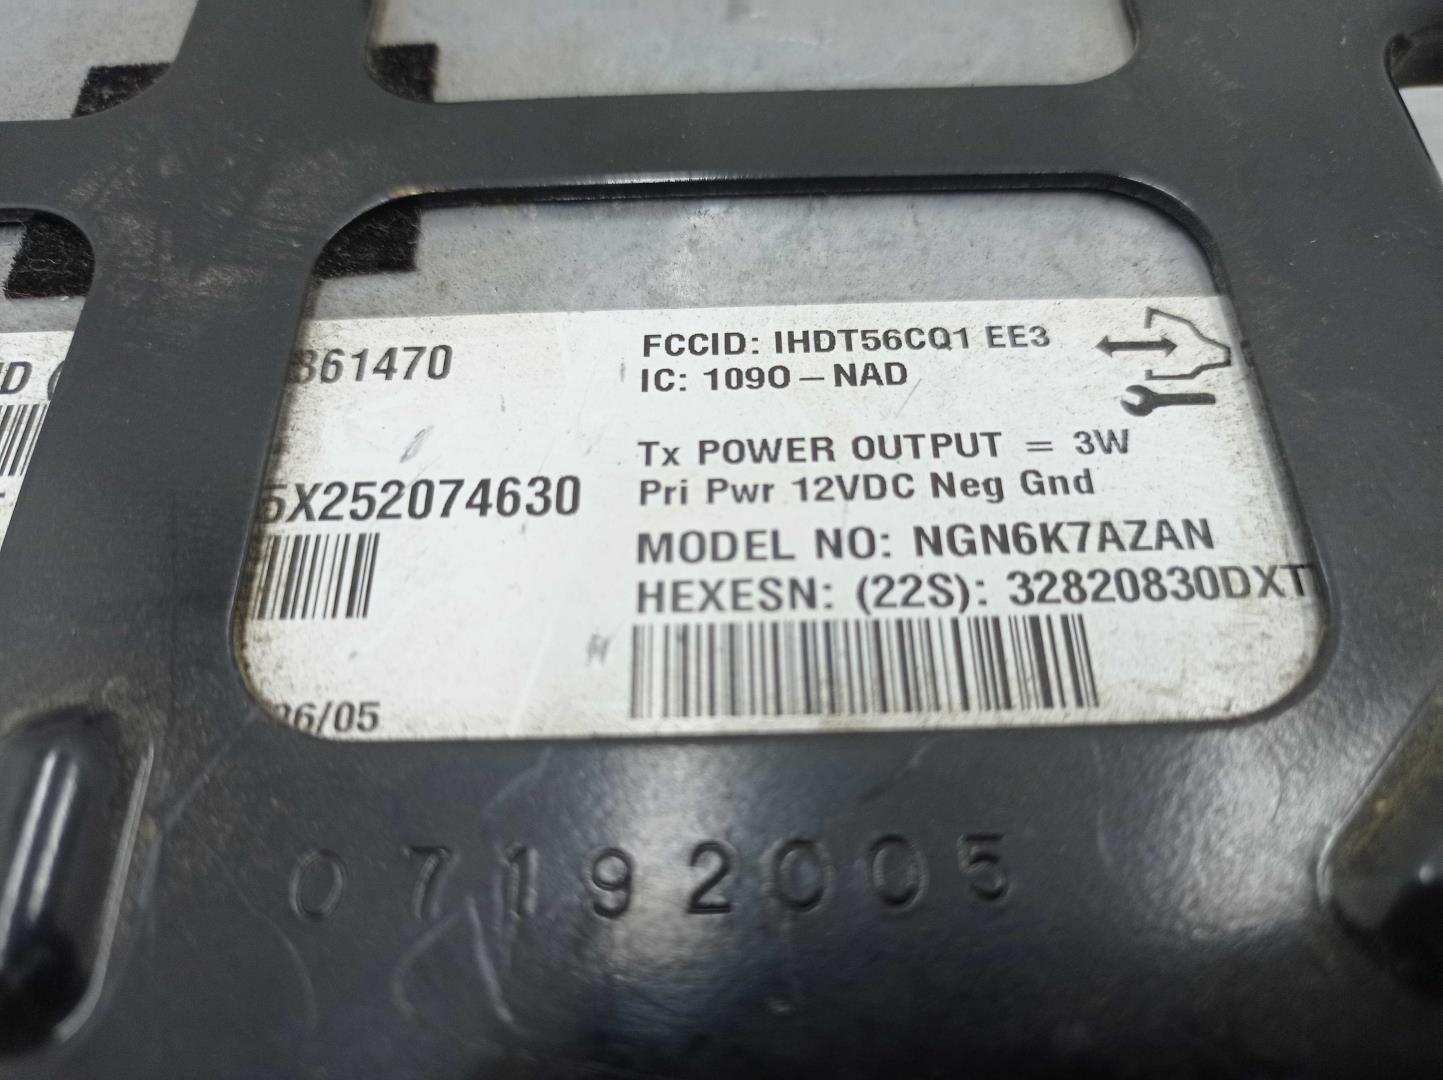 861470
FCCID: IHDT56CQ1 EE3
IC: 1090 – NAD
Tx POWER OUTPUT = 3W
5X252074630
Pri Pwr 12VDC Neg Gnd
MODEL NO: NGN6K7AZAN
HEXESN: (22S): 32820830DXT
06/05
07192005